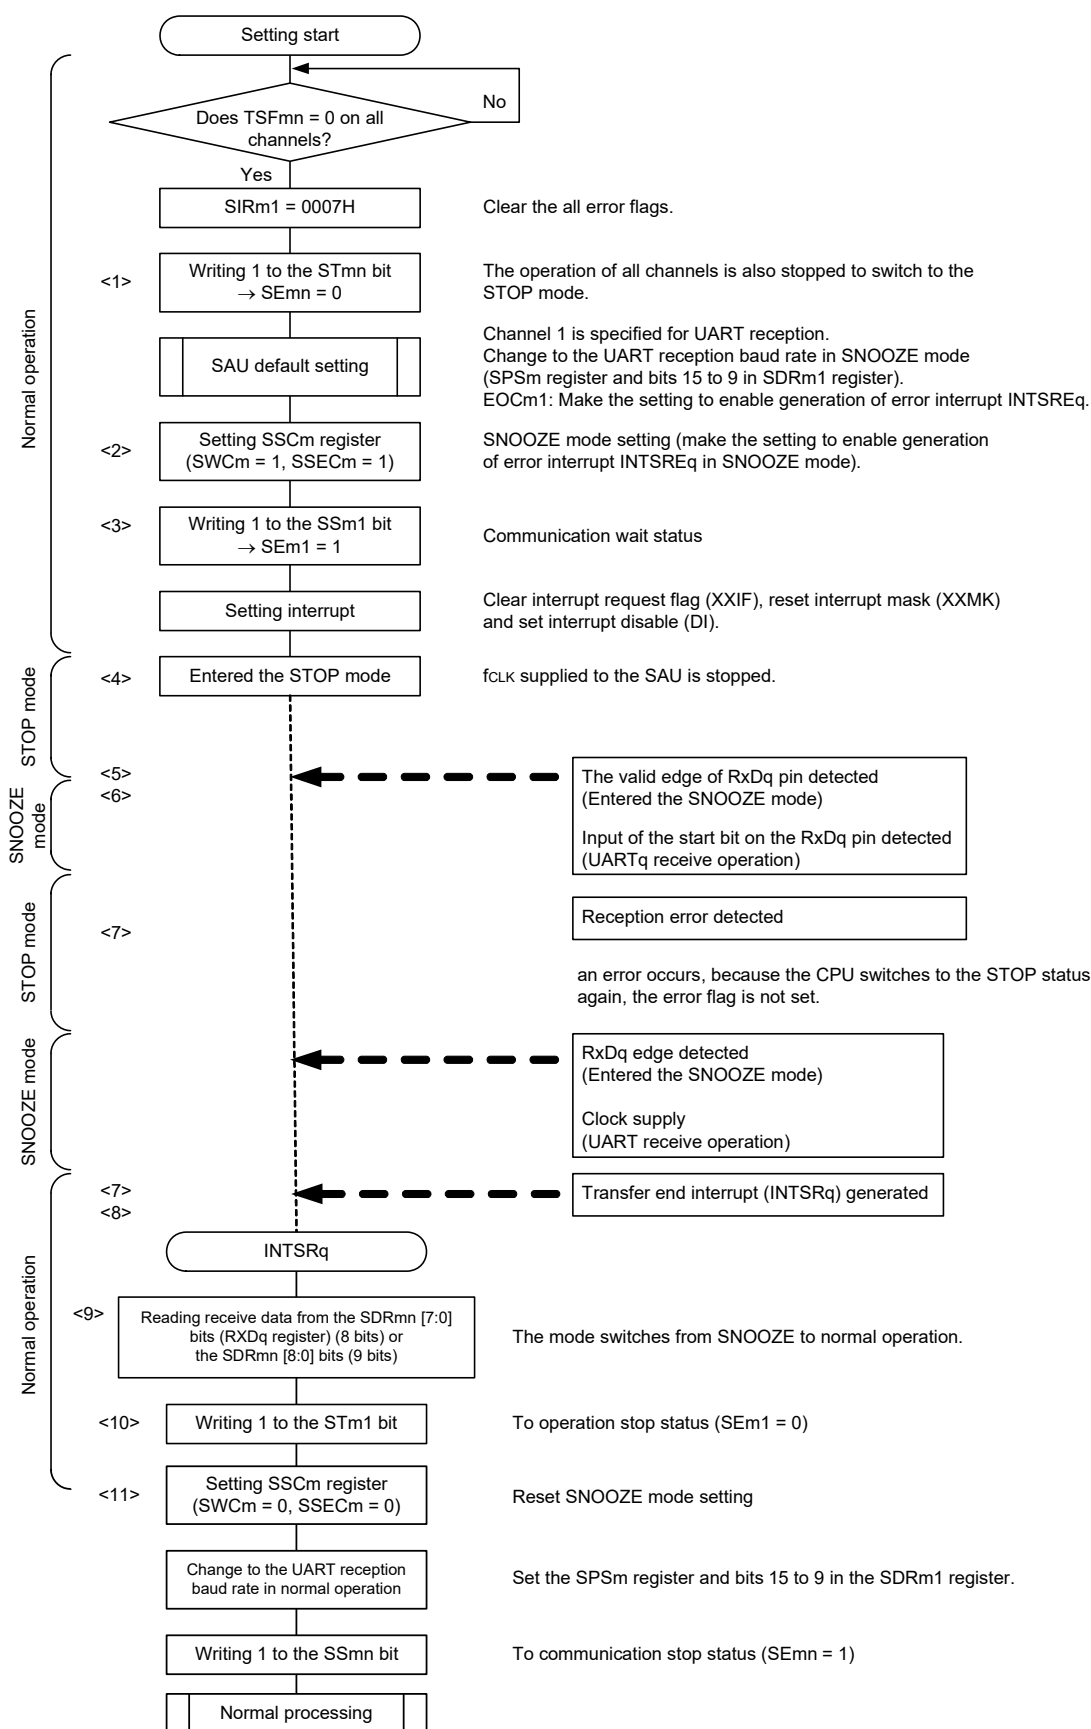 Setting start
No
Does TSFmn = 0 on all
channels?
Yes
SIRm1 = 0007H
Clear the all error flags.
<1>
Writing 1 to the STmn bit
→ SEmn = 0
The operation of all channels is also stopped to switch to the
STOP mode.
Normal operation
SAU default setting
Channel 1 is specified for UART reception.
Change to the UART reception baud rate in SNOOZE mode
(SPSm register and bits 15 to 9 in SDRm1 register).
EOCm1: Make the setting to enable generation of error interrupt INTSREq.
<2>
Setting SSCm register
(SWCm = 1, SSECm = 1)
SNOOZE mode setting (make the setting to enable generation
of error interrupt INTSREq in SNOOZE mode).
<3>
Writing 1 to the SSm1 bit
→ SEm1 = 1
Communication wait status
Setting interrupt
Clear interrupt request flag (XXIF), reset interrupt mask (XXMK)
and set interrupt disable (DI).
STOP mode
<4>
Entered the STOP mode
fCLK supplied to the SAU is stopped.
<5>
<6>
SNOOZE
mode
The valid edge of RxDq pin detected
(Entered the SNOOZE mode)
Input of the start bit on the RxDq pin detected
(UARTq receive operation)
STOP mode
<7>
Reception error detected
an error occurs, because the CPU switches to the STOP status
again, the error flag is not set.
SNOOZE mode
RxDq edge detected
(Entered the SNOOZE mode)
Clock supply
(UART receive operation)
<7>
<8>
Transfer end interrupt (INTSRq) generated
Normal operation
INTSRq
<9>
Reading receive data from the SDRmn [7:0]
bits (RXDq register) (8 bits) or
the SDRmn [8:0] bits (9 bits)
The mode switches from SNOOZE to normal operation.
<10>
Writing 1 to the STm1 bit
To operation stop status (SEm1 = 0)
<11>
Setting SSCm register
(SWCm = 0, SSECm = 0)
Reset SNOOZE mode setting
Change to the UART reception
baud rate in normal operation
Set the SPSm register and bits 15 to 9 in the SDRm1 register.
Writing 1 to the SSmn bit
To communication stop status (SEmn = 1)
Normal processing